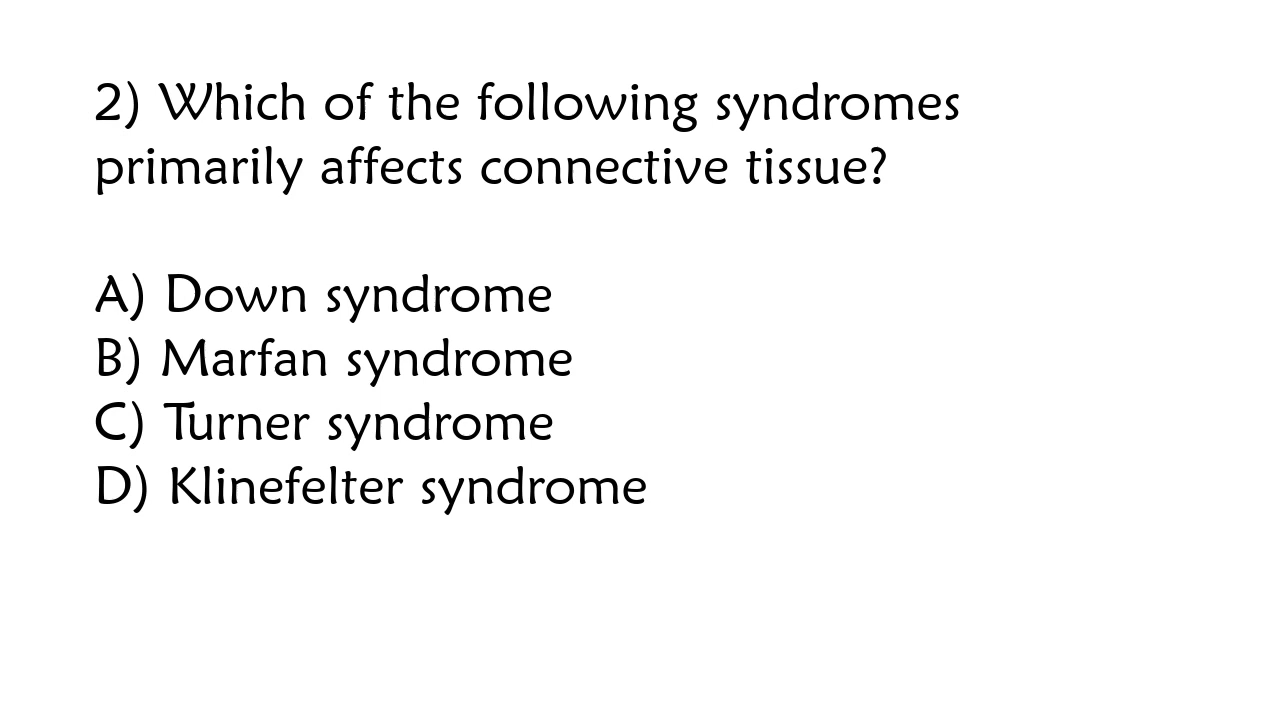 2) Which of the following syndromes
primarily affects connective tissue?
A) Down syndrome
B) Marfan syndrome
C) Turner syndrome
D) Klinefelter syndrome